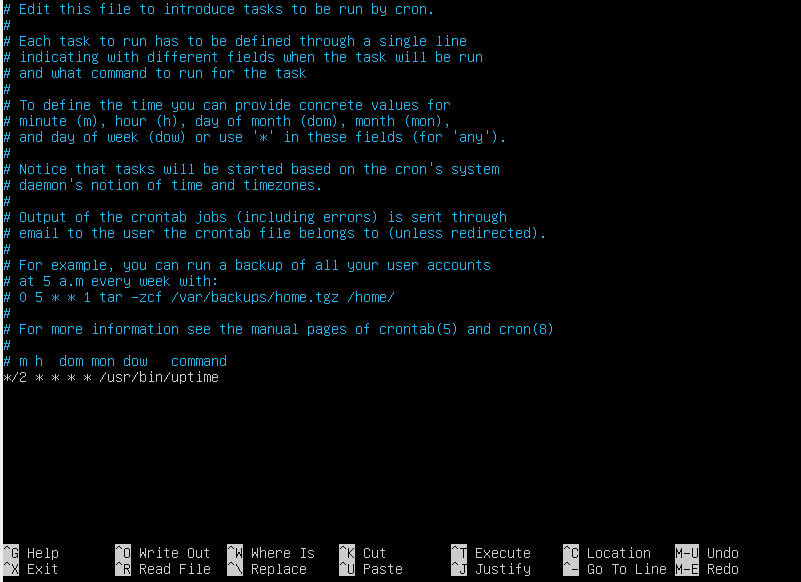 # Edit this file to introduce tasks to be run by cron.
#
# Each task to run has to be defined through a single line
# indicating with different fields when the task will be run
# and what command to run for the task
#
# To define the time you can provide concrete values for
# minute (m), hour (h), day of month (dom), month (mon),
# and day of week (dow) or use '*' in these fields (for 'any').
#
# Notice that tasks will be started based on the cron's system
# daemon's notion of time and timezones.
#
# Output of the crontab jobs (including errors) is sent through
# email to the user the crontab file belongs to (unless redirected).
#
# For example, you can run a backup of all your user accounts
# at 5 a.m every week with:
# 0 5 * * 1 tar -zcf /var/backups/home.tgz /home/
#
# For more information see the manual pages of crontab(5) and cron(8)
#
# m h  dom mon dow   command
*/2 * * * * /usr/bin/uptime
^G Help ^O Write Out ^W Where Is ^K Cut ^T Execute ^C Location M-U Undo
^X Exit ^R Read File ^\ Replace ^U Paste ^J Justify ^- Go To Line M-E Redo